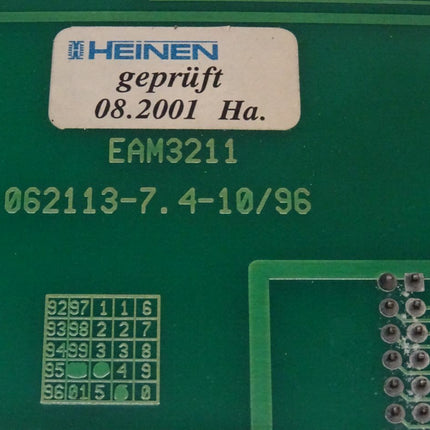 HEINEN
geprüft
08.2001 Ha.
EAM3211
062113-7.4-10/96
92 97 1 1 6
93 98 2 2 7
94 99 3 3 8
95 4 9
96 01 5 0